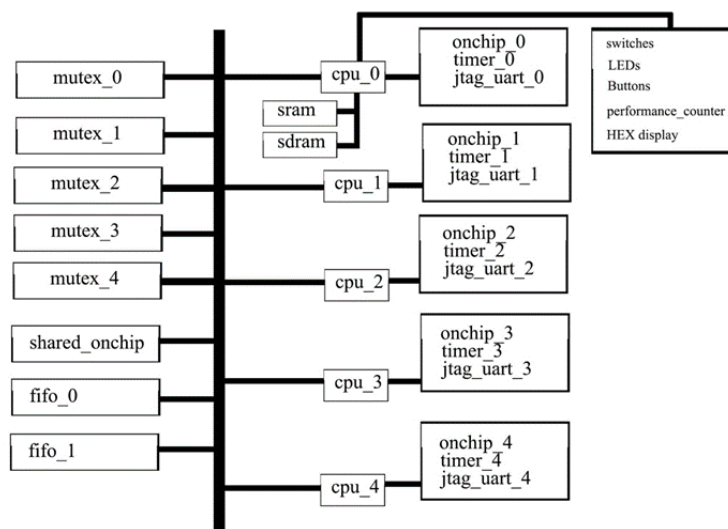 mutex_0
mutex_1
mutex_2
mutex_3
mutex_4
shared_onchip
fifo_0
fifo_1
cpu_0
sram
sdram
cpu_1
cpu_2
cpu_3
cpu_4
onchip_0
timer_0
jtag_uart_0
onchip_1
timer_1
jtag_uart_1
onchip_2
timer_2
jtag_uart_2
onchip_3
timer_3
jtag_uart_3
onchip_4
timer_4
jtag_uart_4
switches
LEDs
Buttons
performance_counter
HEX display